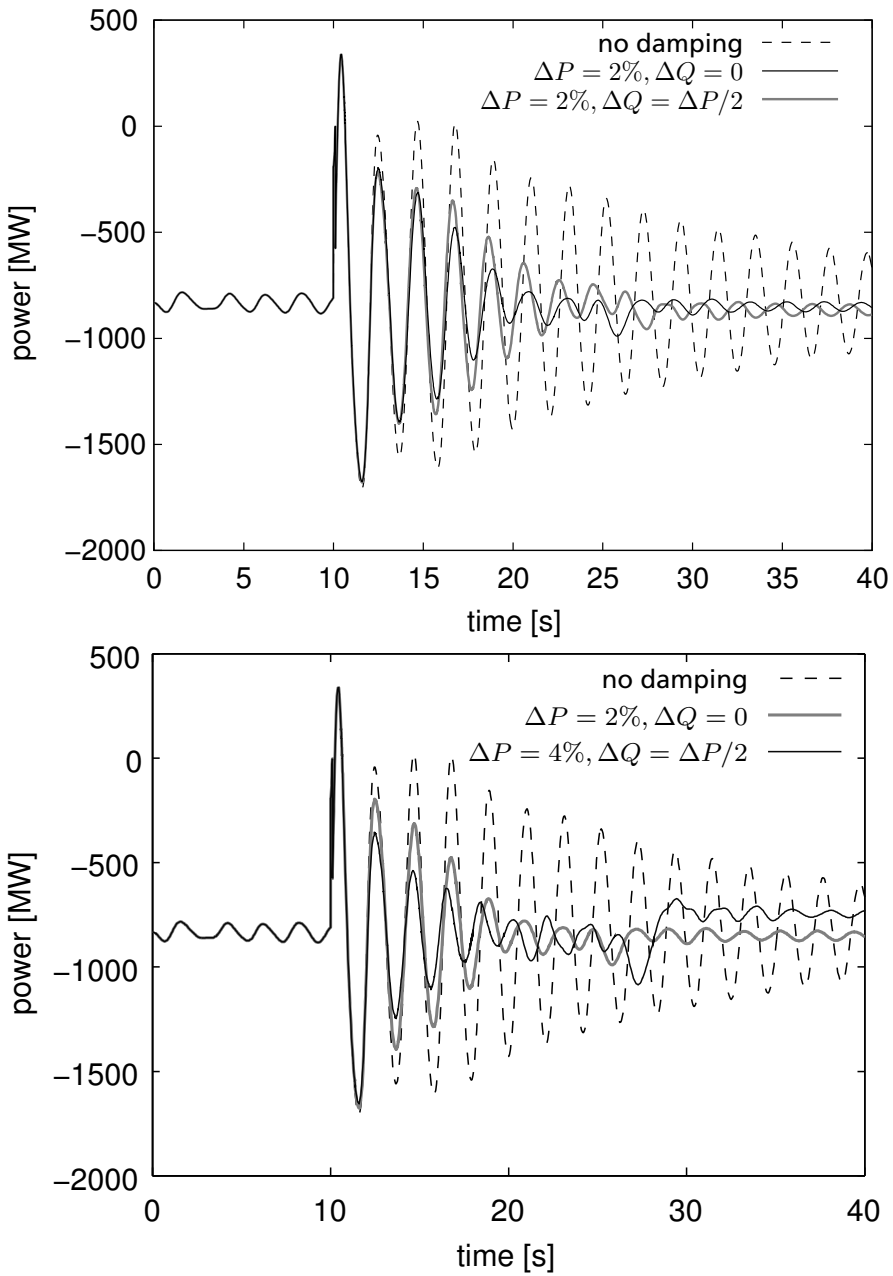 500
0
−500
−1000
−1500
−2000
power [MW]
no damping
ΔP = 2%, ΔQ = 0
ΔP = 2%, ΔQ = ΔP/2
0 5 10 15 20 25 30 35 40
time [s]
500
0
−500
−1000
−1500
−2000
power [MW]
no damping
ΔP = 2%, ΔQ = 0
ΔP = 4%, ΔQ = ΔP/2
0 10 20 30 40
time [s]